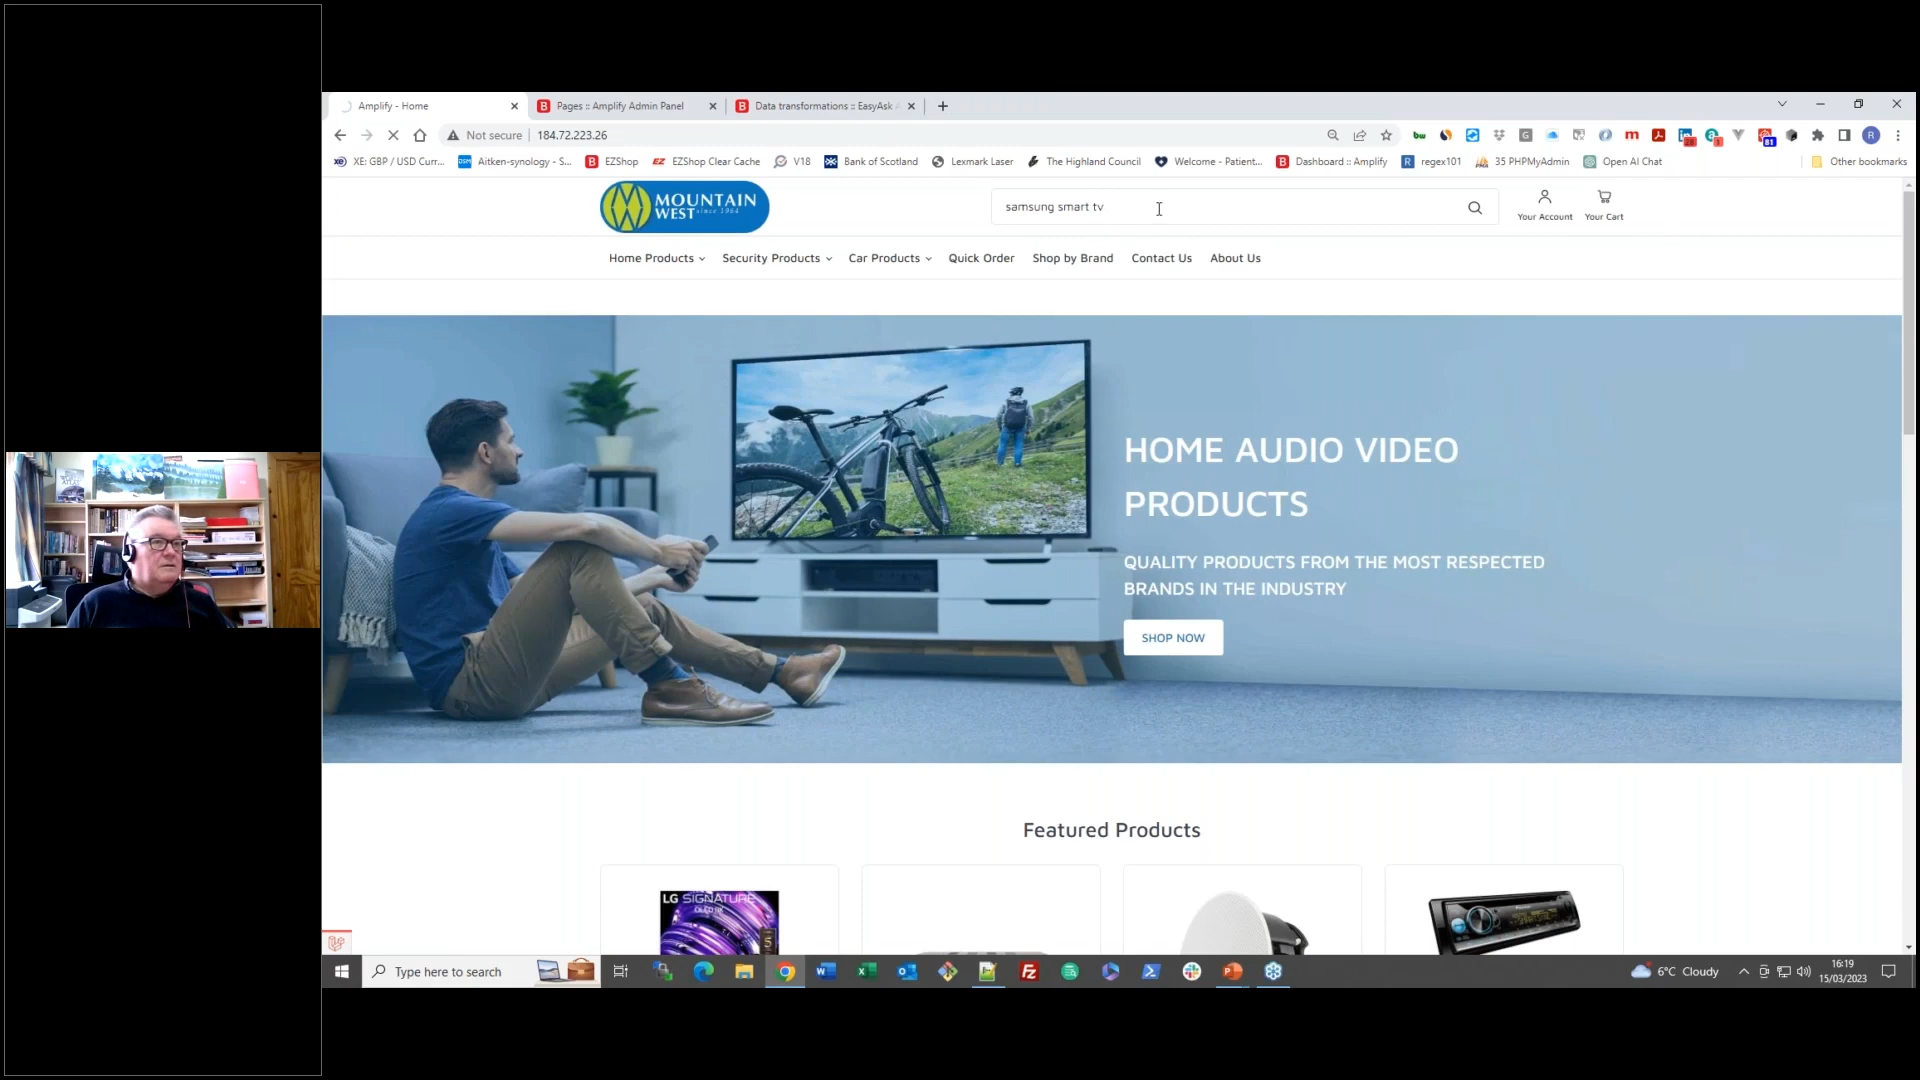 Amplify - Home
Pages :: Amplify Admin Panel
Data transformations :: EasyAsk
Not secure 184.72.223.26
XE: GBP / USD Curr...
Aitken-synology - S...
EZShop
EZShop Clear Cache
V18
Bank of Scotland
Lexmark Laser
The Highland Council
Welcome - Patient...
Dashboard :: Amplify
regex101
35 PHPMyAdmin
Open AI Chat
Other bookmarks
MOUNTAIN
WEST since 1964
samsung smart tv
Your Account
Your Cart
Home Products
Security Products
Car Products
Quick Order
Shop by Brand
Contact Us
About Us
HOME AUDIO VIDEO
PRODUCTS
QUALITY PRODUCTS FROM THE MOST RESPECTED
BRANDS IN THE INDUSTRY
SHOP NOW
Featured Products
LG SIGNATURE
Type here to search
6°C Cloudy
16:19
15/03/2023